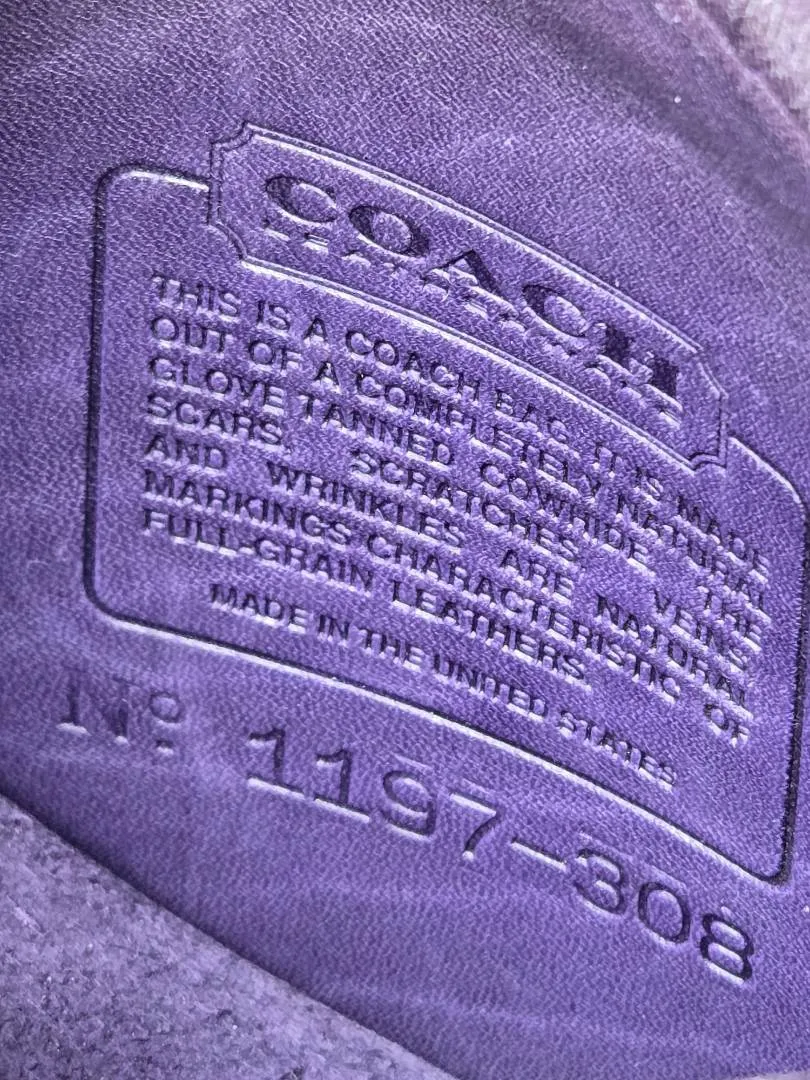 COACH
LEATHERWARE
THIS IS A COACH BAG. IT IS MADE
OUT OF A COMPLETELY NATURAL
GLOVE TANNED COWHIDE. THE
SCARS, SCRATCHES, VEINS,
AND WRINKLES ARE NATURAL
MARKINGS CHARACTERISTIC OF
FULL-GRAIN LEATHERS.
MADE IN THE UNITED STATES
Nº: 1197-308